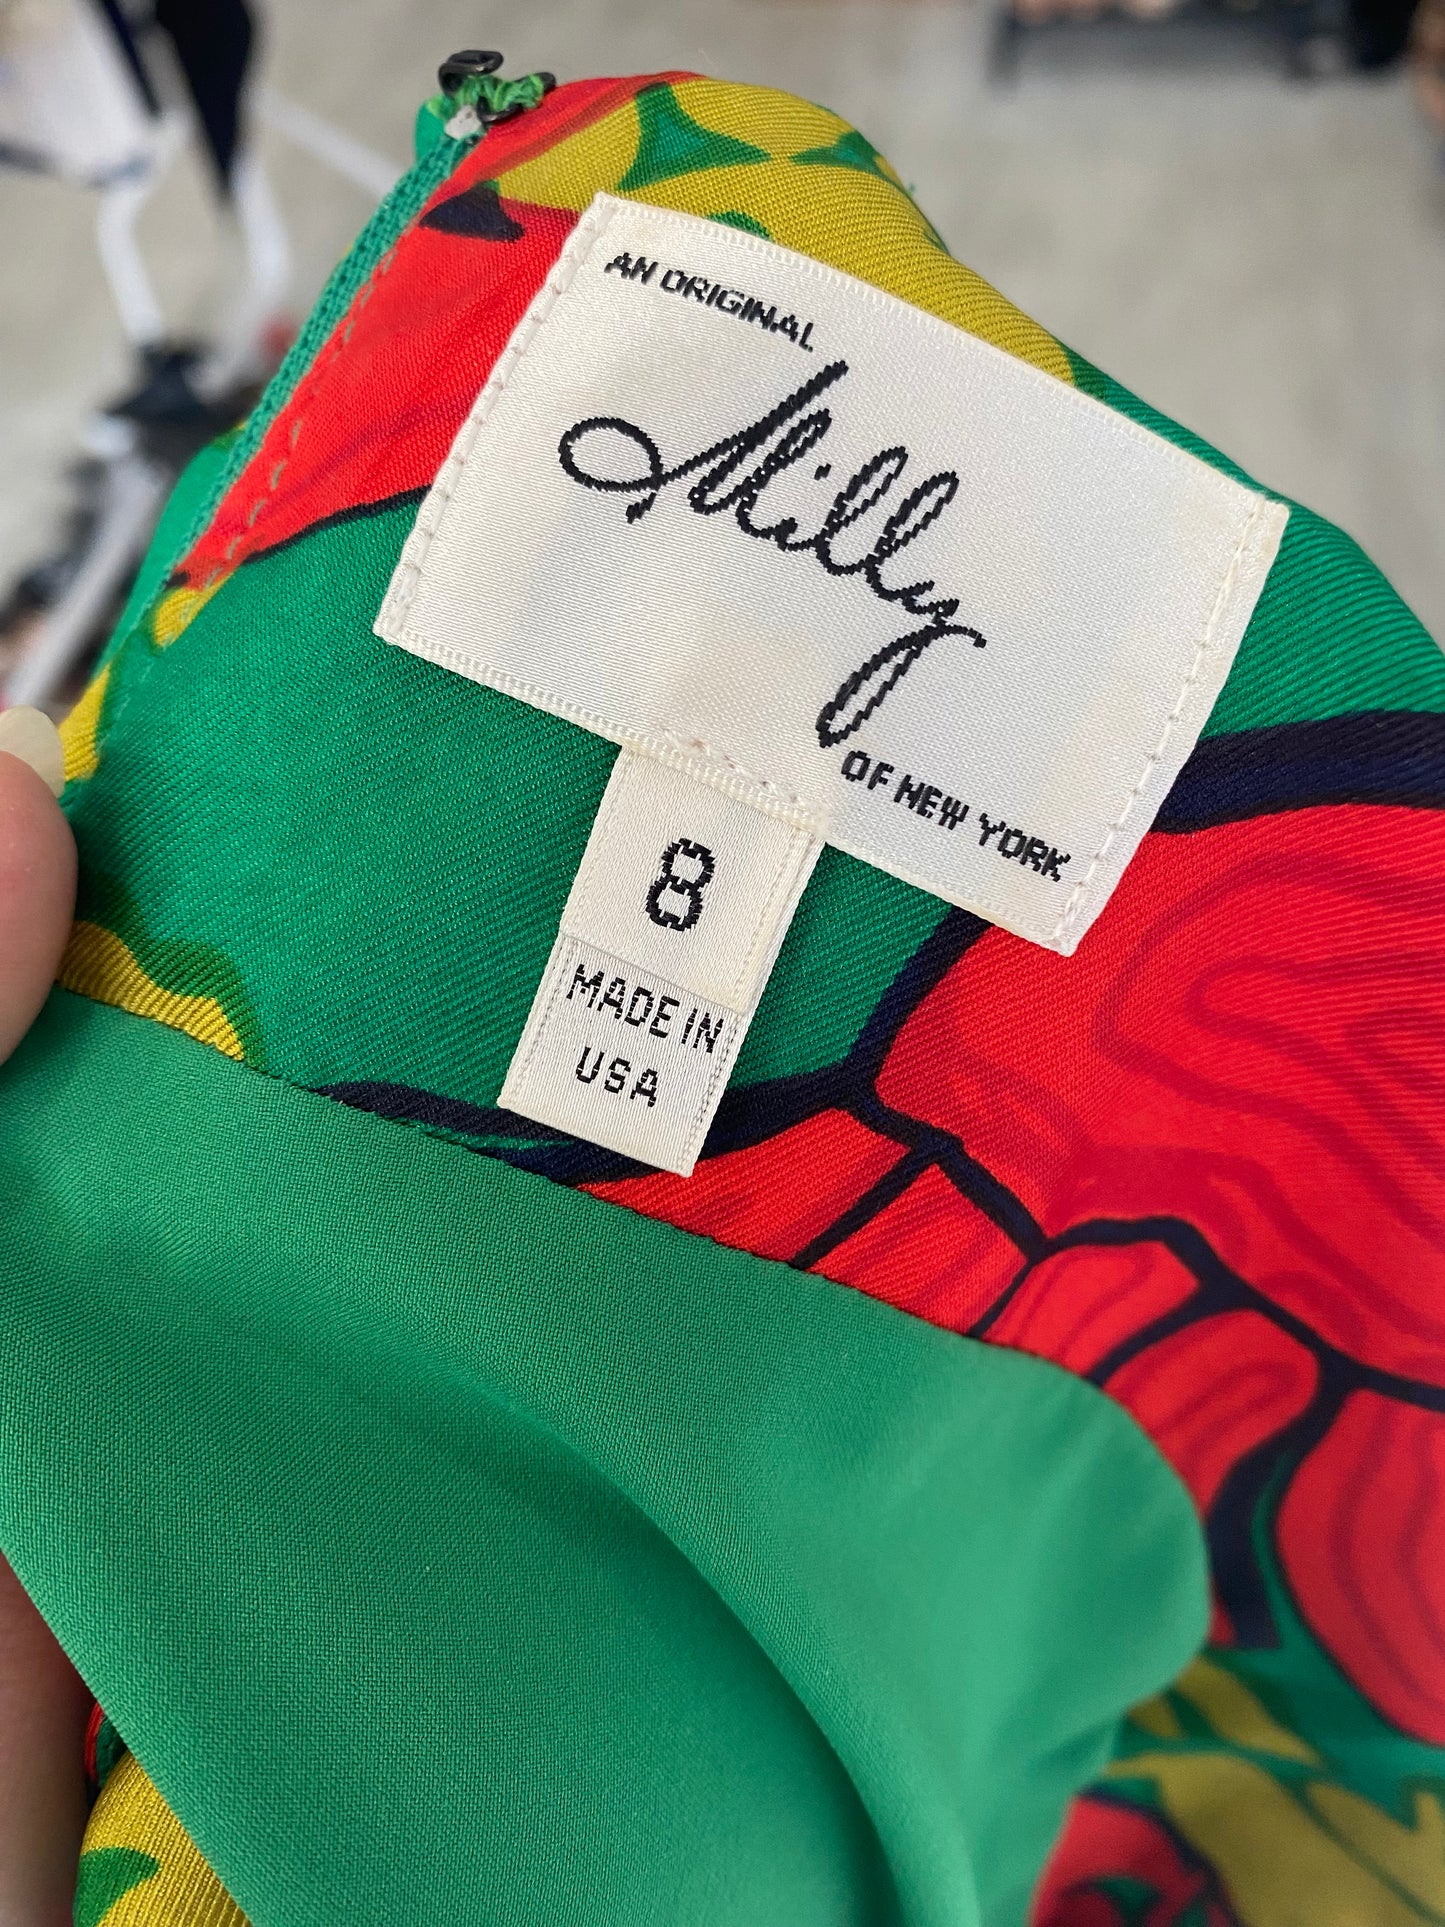 AN ORIGINAL
Milly
OF NEW YORK
8
MADE IN
USA